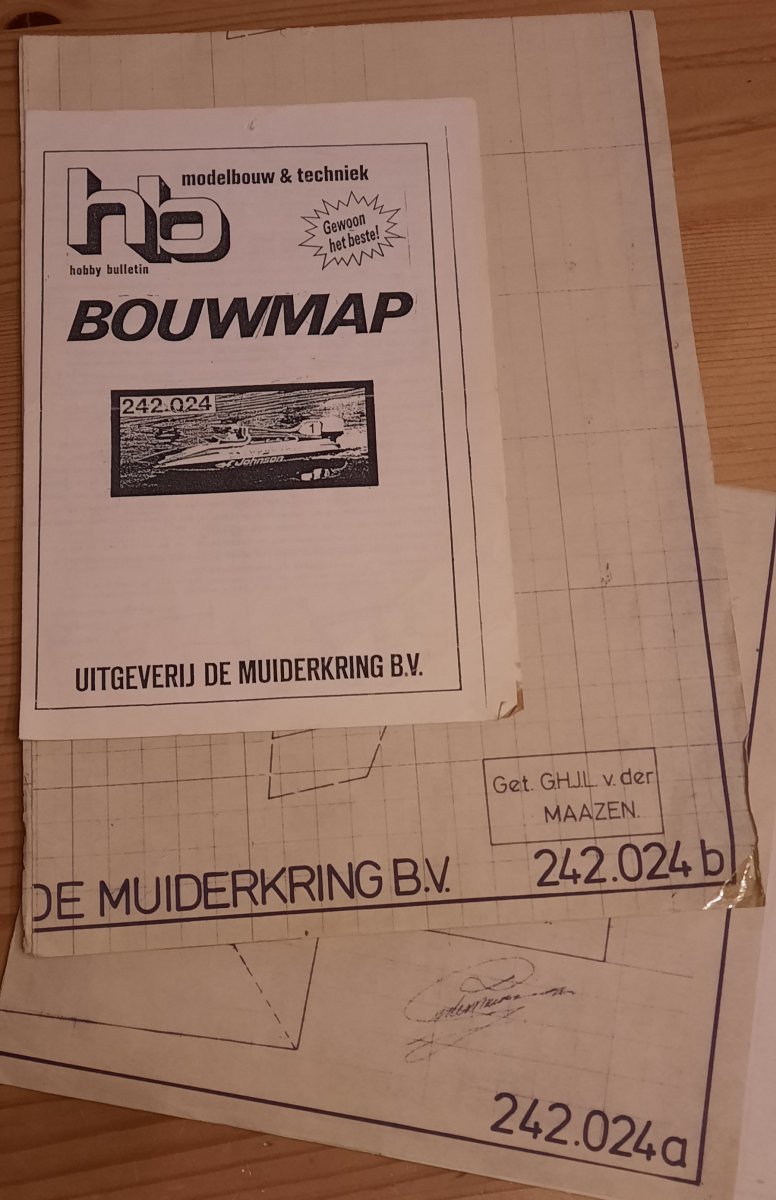 hb
modelbouw & techniek
Gewoon
het beste!
hobby bulletin
BOUWMAP
242.024
1
Johnson
UITGEVERIJ DE MUIDERKRING B.V.
Get. GHJL. v. der
MAAZEN.
DE MUIDERKRING B.V.
242.024 b
242.024a